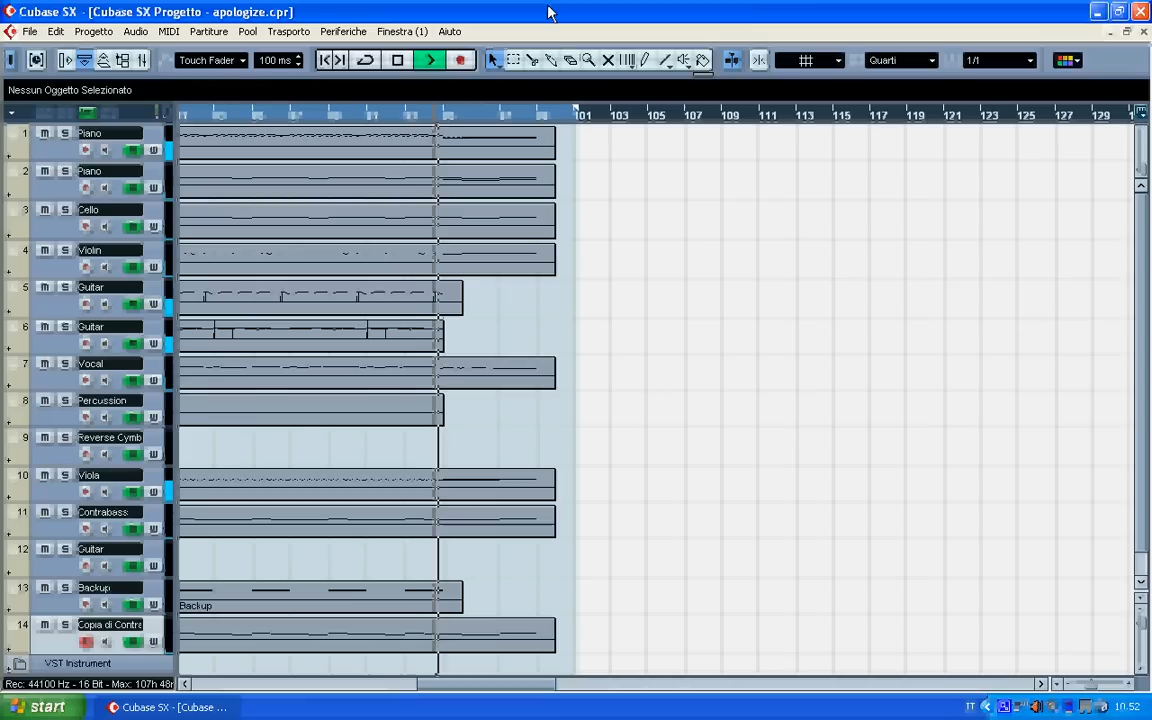 Cubase SX - [Cubase SX Progetto - apologize.cpr]
File Edit Progetto Audio MIDI Partiture Pool Trasporto Periferiche Finestra (1) Aiuto
Touch Fader 100 ms Quarti 1/1
Nessun Oggetto Selezionato
101 103 105 107 109 111 113 115 117 119 121 123 125 127 129
1 Piano
2 Piano
3 Cello
4 Violin
5 Guitar
6 Guitar
7 Vocal
8 Percussion
9 Reverse Cymb
10 Viola
11 Contrabass
12 Guitar
13 Backup
Backup
14 Copia di Contra
VST Instrument
Rec: 44100 Hz - 16 Bit - Max: 107h 48m
start Cubase SX - [Cubase ... IT 10.52